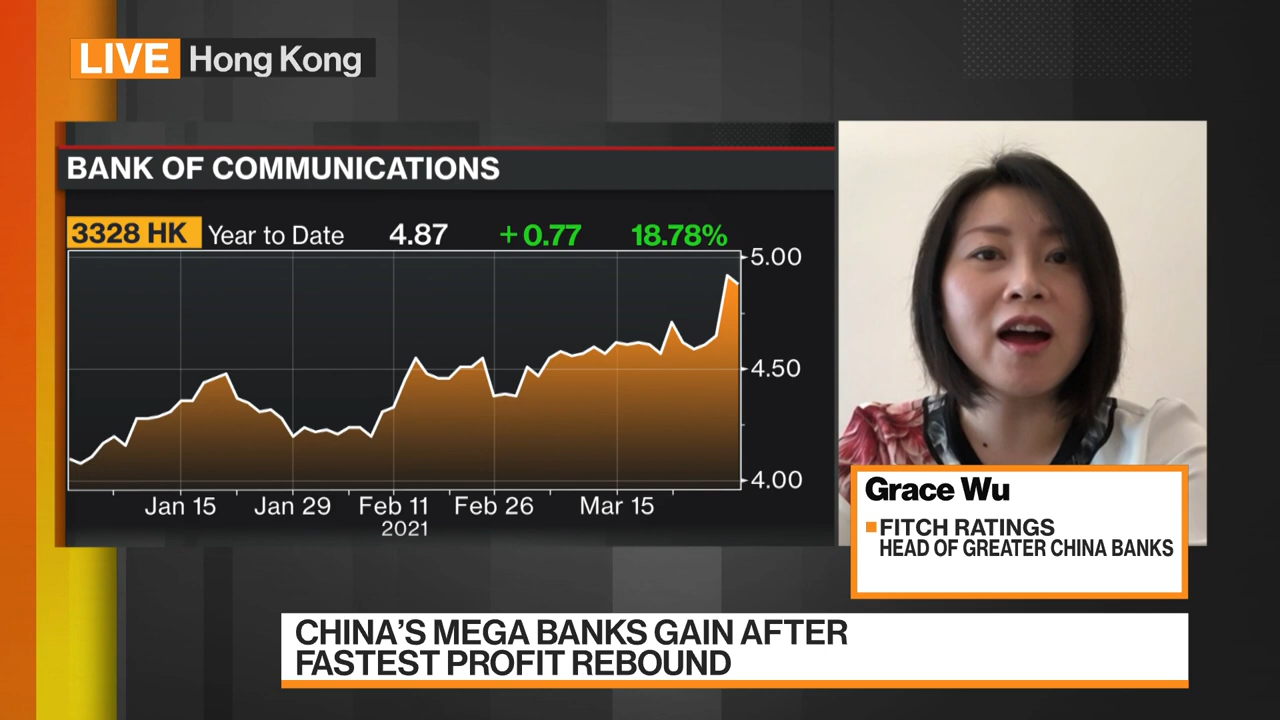 LIVE Hong Kong
BANK OF COMMUNICATIONS
3328 HK Year to Date 4.87 +0.77 18.78%
5.00
4.50
4.00
Jan 15 Jan 29 Feb 11 Feb 26 Mar 15
2021
Grace Wu
FITCH RATINGS
HEAD OF GREATER CHINA BANKS
CHINA'S MEGA BANKS GAIN AFTER
FASTEST PROFIT REBOUND